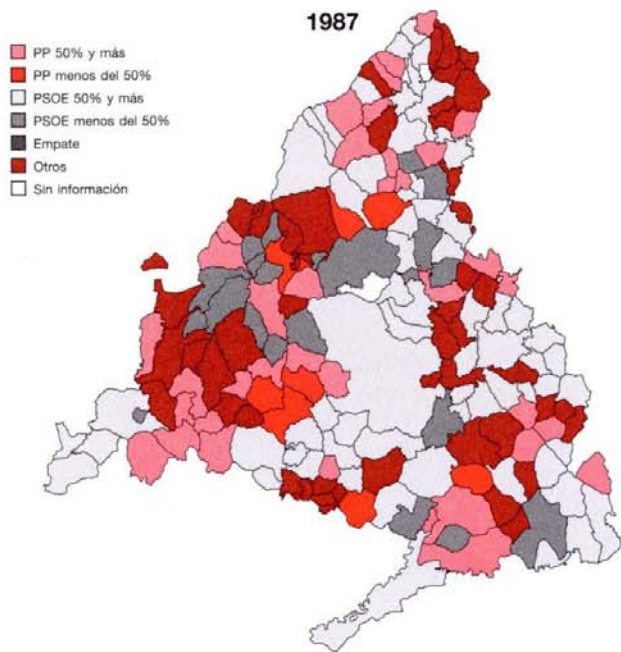 1987
PP 50% y más
PP menos del 50%
PSOE 50% y más
PSOE menos del 50%
Empate
Otros
Sin información